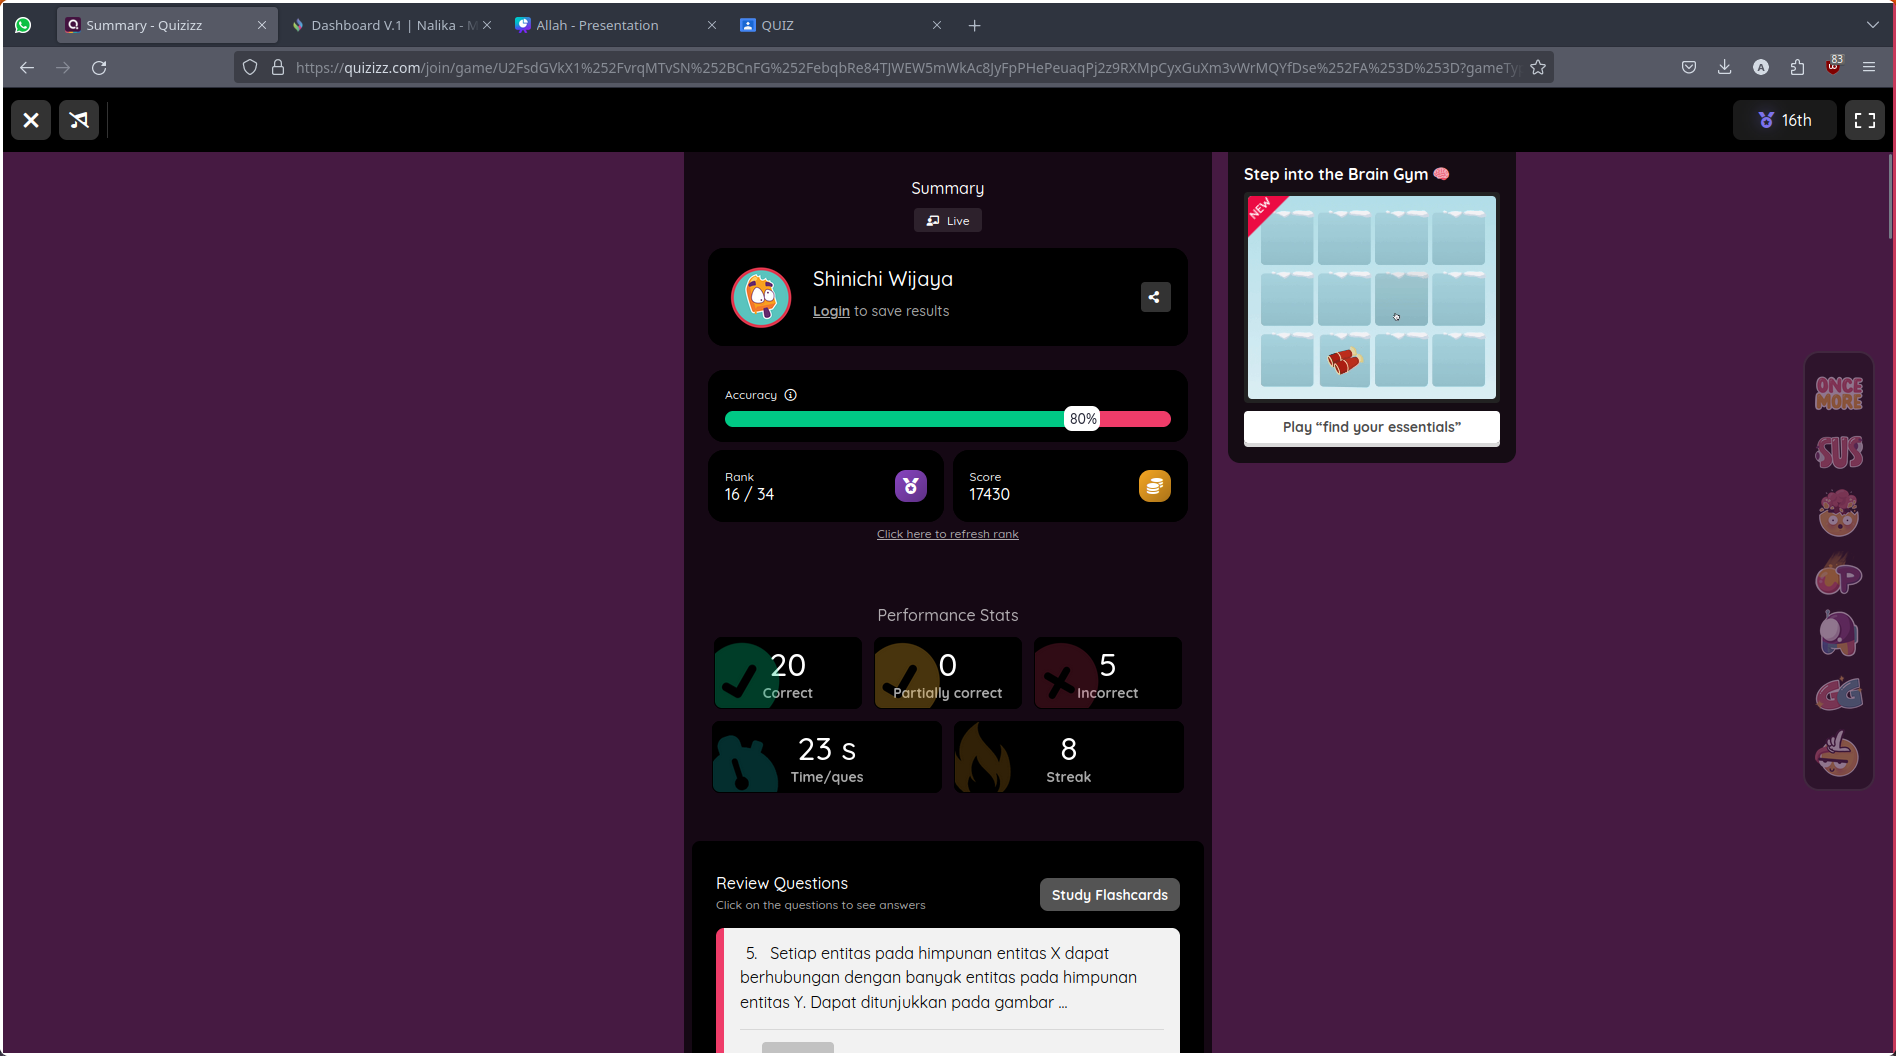 Summary - Quizizz
Dashboard V.1 | Nalika - M
Allah - Presentation
QUIZ
https://quizizz.com/join/game/U2FsdGVkX1%252FvrqMTvSN%252BCnFG%252FebqbRe84TJWEW5mWkAc8JyFpPHePeuaqPj2z9RXMpCyxGuXm3vWrMQYfDse%252FA%253D%253D?gameTy
A
83
16th
Summary
Live
Shinichi Wijaya
Login to save results
Accuracy
80%
Rank
16 / 34
Score
17430
Click here to refresh rank
Performance Stats
20
Correct
0
Partially correct
5
Incorrect
23 s
Time/ques
8
Streak
Review Questions
Click on the questions to see answers
Study Flashcards
5. Setiap entitas pada himpunan entitas X dapat
berhubungan dengan banyak entitas pada himpunan
entitas Y. Dapat ditunjukkan pada gambar ...
Step into the Brain Gym
NEW
Play “find your essentials”
ONCE
MORE
SUS
OP
GG